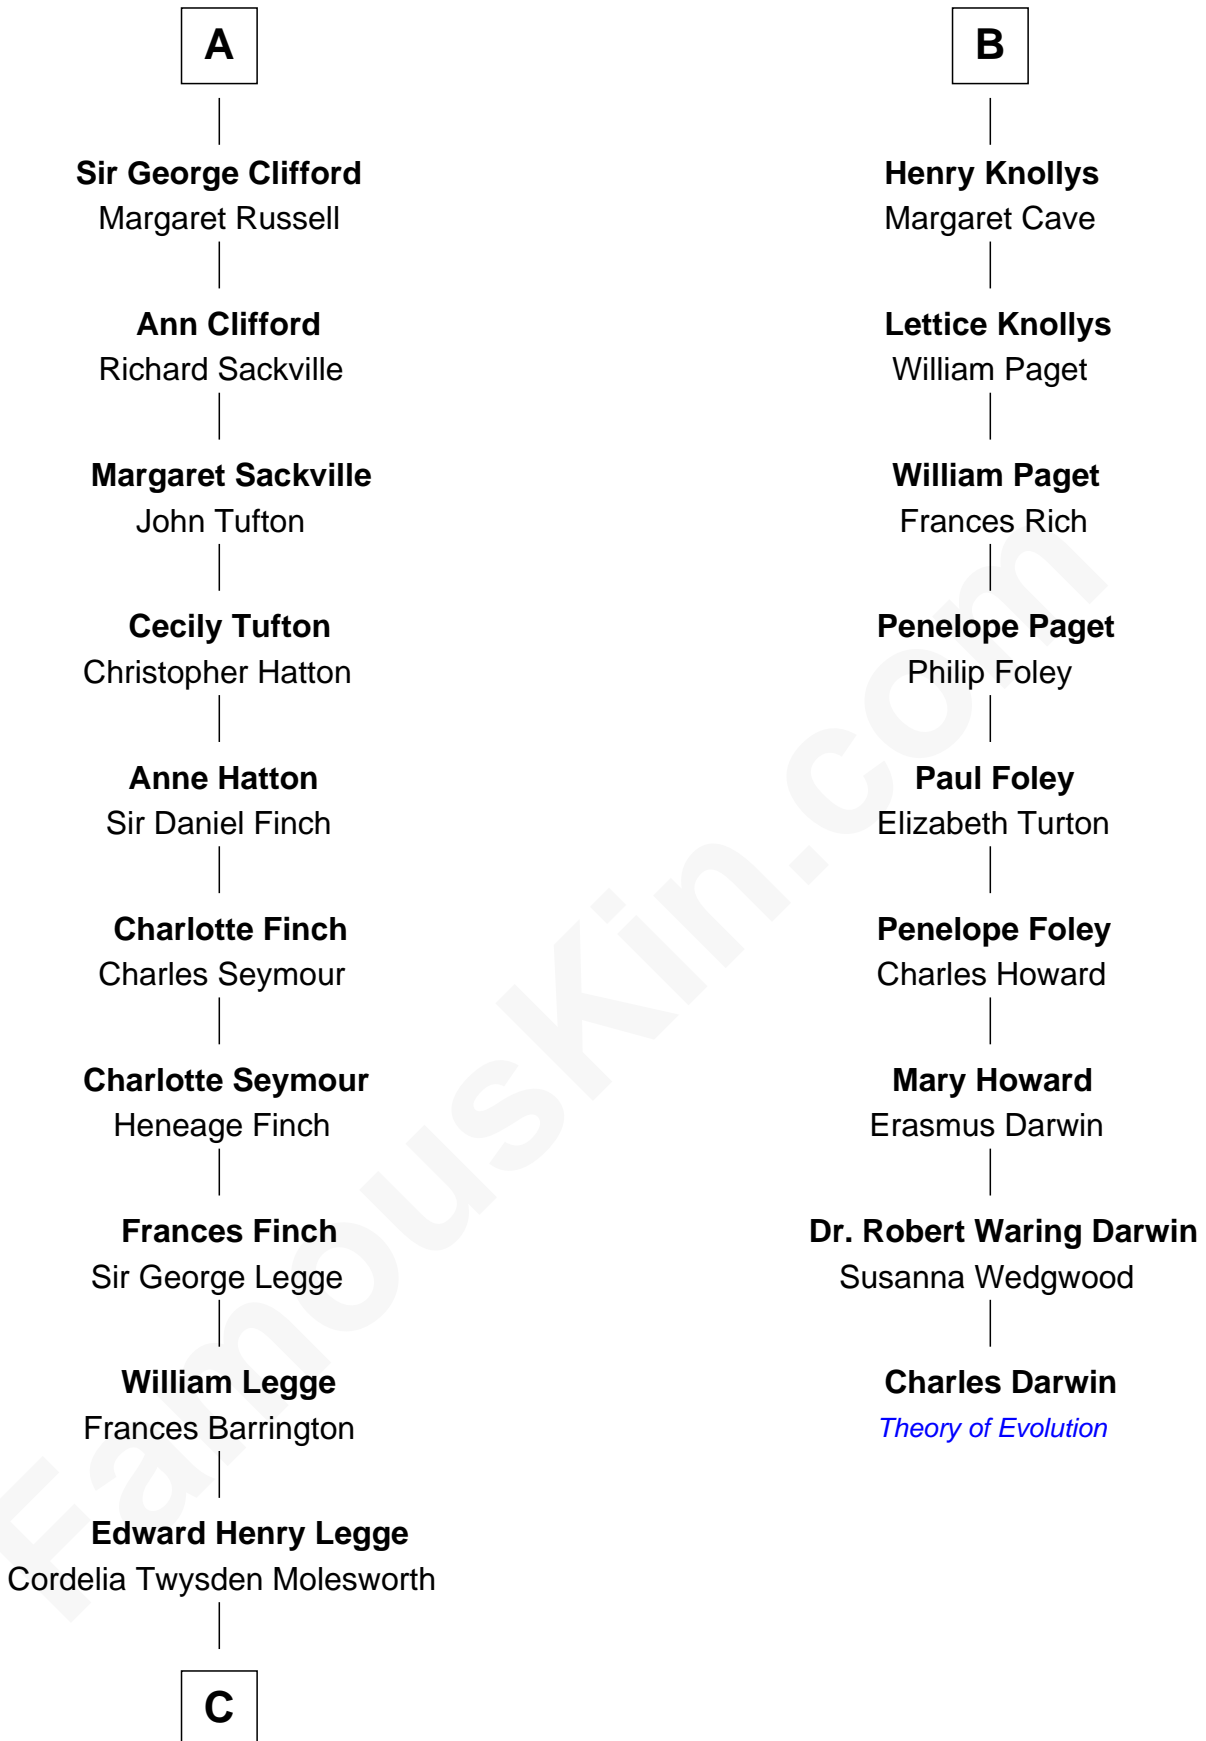 A
Sir George Clifford
Margaret Russell
Ann Clifford
Richard Sackville
Margaret Sackville
John Tufton
Cecily Tufton
Christopher Hatton
Anne Hatton
Sir Daniel Finch
Charlotte Finch
Charles Seymour
Charlotte Seymour
Heneage Finch
Frances Finch
Sir George Legge
William Legge
Frances Barrington
Edward Henry Legge
Cordelia Twysden Molesworth
C
B
Henry Knollys
Margaret Cave
Lettice Knollys
William Paget
William Paget
Frances Rich
Penelope Paget
Philip Foley
Paul Foley
Elizabeth Turton
Penelope Foley
Charles Howard
Mary Howard
Erasmus Darwin
Dr. Robert Waring Darwin
Susanna Wedgwood
Charles Darwin
Theory of Evolution
FamousKin.com